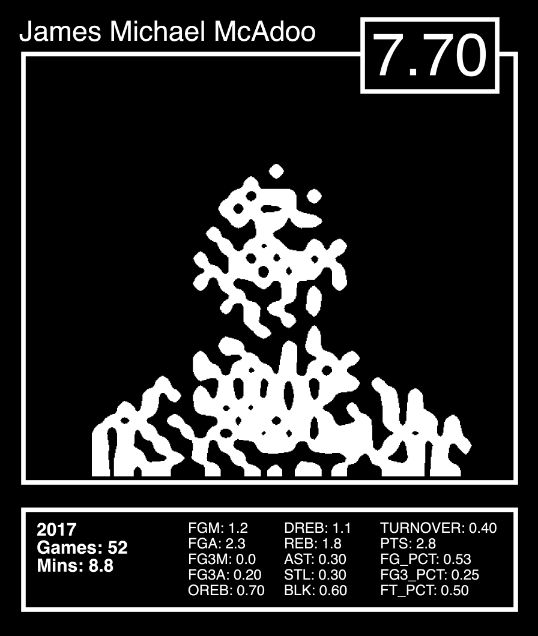 James Michael McAdoo
7.70
2017
Games: 52
Mins: 8.8
FGM: 1.2
FGA: 2.3
FG3M: 0.0
FG3A: 0.20
OREB: 0.70
DREB: 1.1
REB: 1.8
AST: 0.30
STL: 0.30
BLK: 0.60
TURNOVER: 0.40
PTS: 2.8
FG_PCT: 0.53
FG3_PCT: 0.25
FT_PCT: 0.50